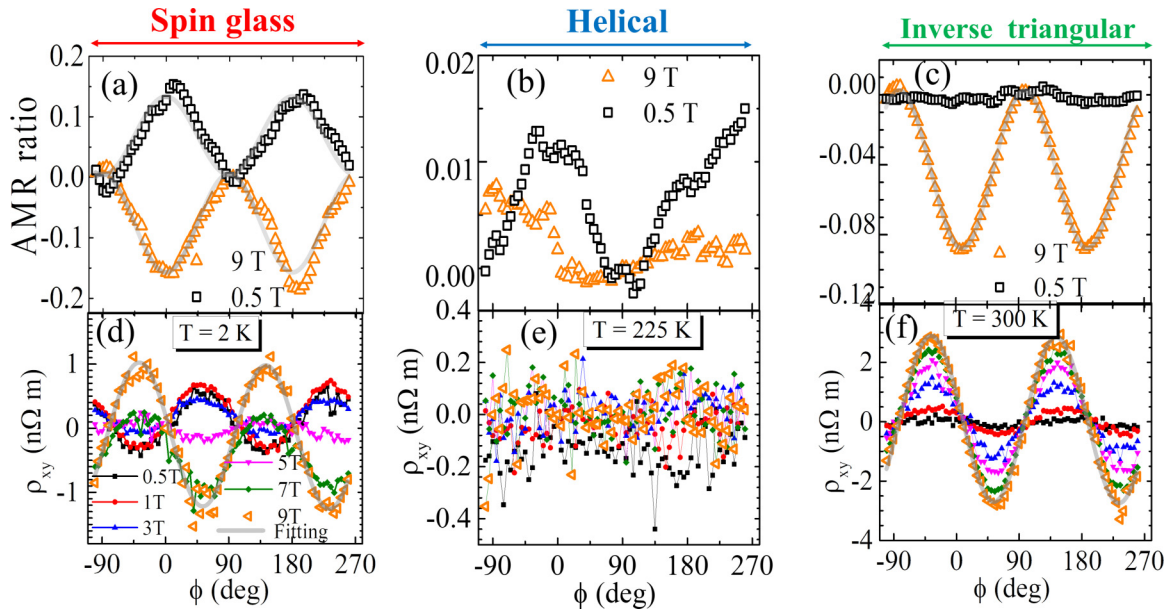 Spin glass
Helical
Inverse triangular
AMR ratio
(a)
0.2
0.1
0.0
-0.1
-0.2
9 T
0.5 T
(b)
0.02
0.01
0.00
9 T
0.5 T
(c)
0.00
-0.04
-0.08
-0.12
9 T
0.5 T
(d)
T = 2 K
ρxy (nΩ m)
1
0
-1
0.5T
1T
3T
5T
7T
9T
Fitting
-90 0 90 180 270
ϕ (deg)
(e)
T = 225 K
ρxy (nΩ m)
0.4
0.2
0.0
-0.2
-0.4
-90 0 90 180 270
ϕ (deg)
(f)
T = 300 K
ρxy (nΩ m)
4
2
0
-2
-4
-90 0 90 180 270
ϕ (deg)